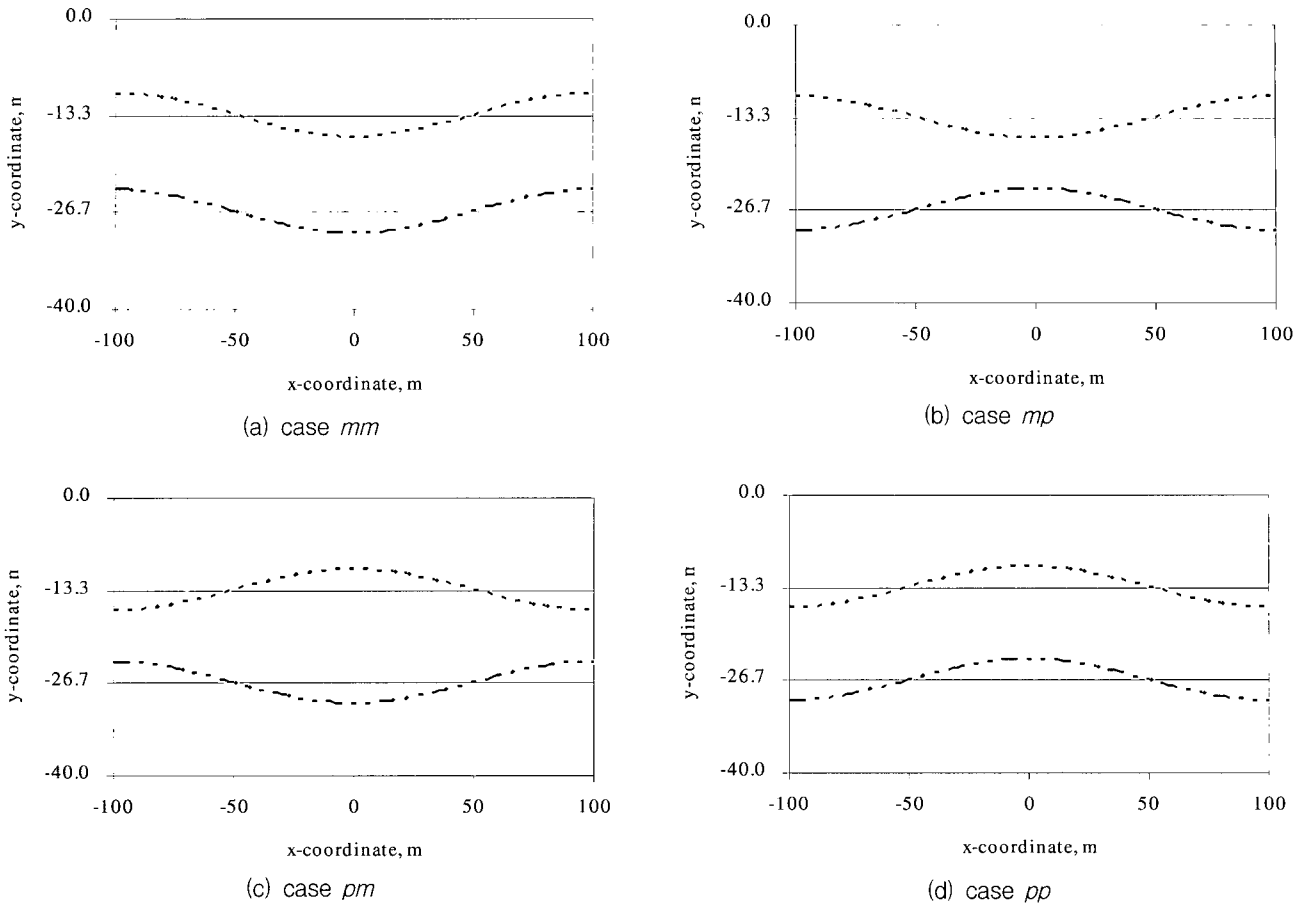 0.0
-13.3
-26.7
-40.0
y-coordinate, n
-100 -50 0 50 100
x-coordinate, m
(a) case mm
0.0
-13.3
-26.7
-40.0
y-coordinate, n
-100 -50 0 50 100
x-coordinate, m
(b) case mp
0.0
-13.3
-26.7
-40.0
y-coordinate, n
-100 -50 0 50 100
x-coordinate, m
(c) case pm
0.0
-13.3
-26.7
-40.0
y-coordinate, n
-100 -50 0 50 100
x-coordinate, m
(d) case pp